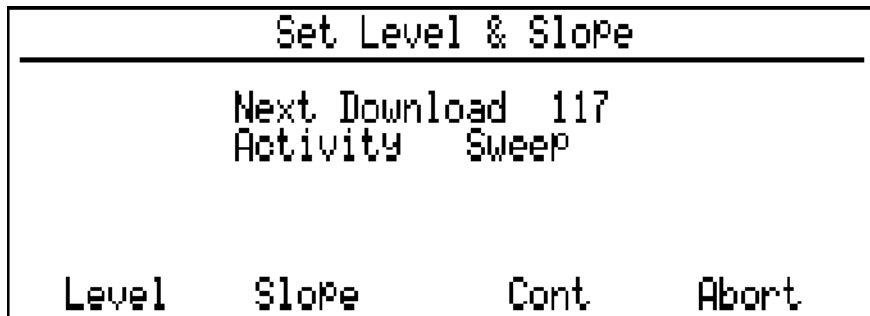 Set Level & Slope
Next Download 117
Activity Sweep
Level Slope Cont Abort